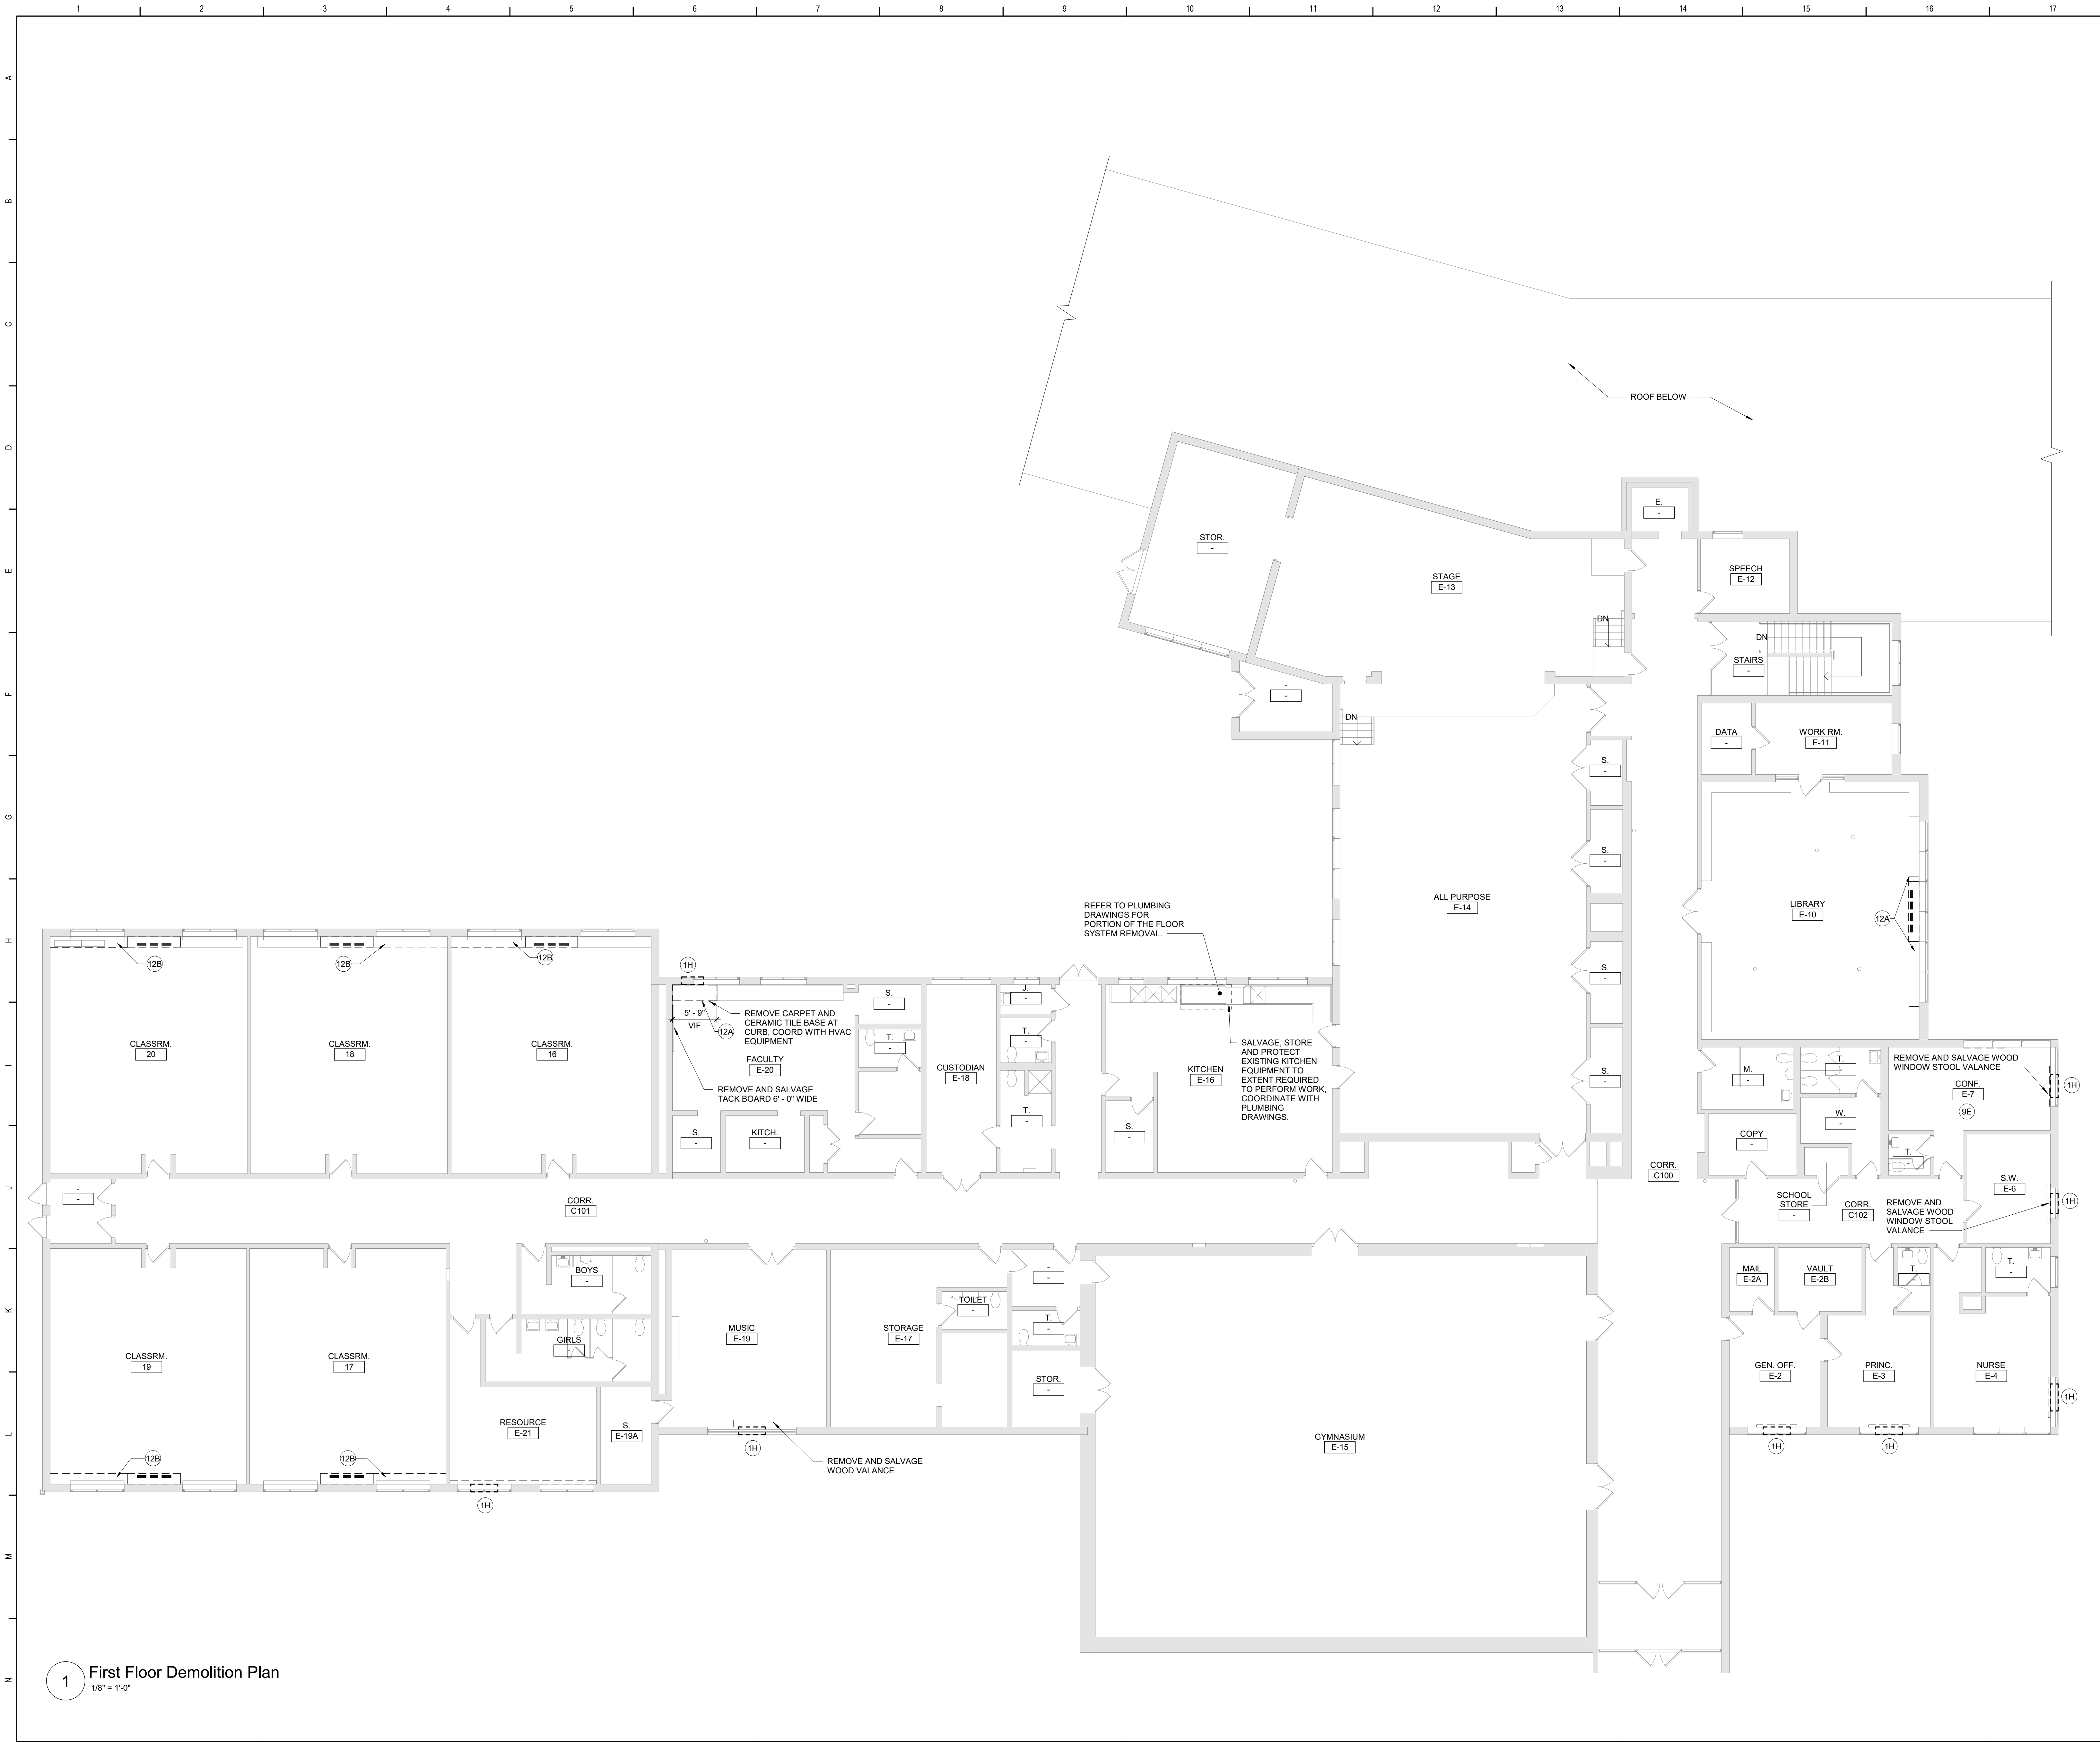 1 2 3 4 5 6 7 8 9 10 11 12 13 14 15 16 17
A
B
C
D
E
F
G
H
I
J
K
L
M
N
ROOF BELOW
E.
-
STOR.
-
STAGE
E-13
SPEECH
E-12
DN
DN
STAIRS
-
-
-
DN
DATA
-
WORK RM.
E-11
S.
-
S.
-
ALL PURPOSE
E-14
S.
-
S.
-
LIBRARY
E-10
12A
REFER TO PLUMBING
DRAWINGS FOR
PORTION OF THE FLOOR
SYSTEM REMOVAL.
12B
12B
12B
1H
CLASSRM.
20
CLASSRM.
18
CLASSRM.
16
5' - 9"
VIF
12A
REMOVE CARPET AND
CERAMIC TILE BASE AT
CURB, COORD WITH HVAC
EQUIPMENT
FACULTY
E-20
REMOVE AND SALVAGE
TACK BOARD 6' - 0" WIDE
S.
-
T.
-
S.
-
KITCH.
-
CUSTODIAN
E-18
J.
-
T.
-
T.
-
KITCHEN
E-16
S.
-
SALVAGE, STORE
AND PROTECT
EXISTING KITCHEN
EQUIPMENT TO
EXTENT REQUIRED
TO PERFORM WORK,
COORDINATE WITH
PLUMBING
DRAWINGS.
M.
-
T.
-
W.
-
REMOVE AND SALVAGE WOOD
WINDOW STOOL VALANCE
CONF.
E-7
9E
1H
COPY
-
T.
-
CORR.
C100
S.W.
E-6
1H
SCHOOL
STORE
-
CORR.
C102
REMOVE AND
SALVAGE WOOD
WINDOW STOOL
VALANCE
-
-
CORR.
C101
BOYS
-
GIRLS
-
CLASSRM.
19
CLASSRM.
17
RESOURCE
E-21
S.
E-19A
12B
12B
1H
MUSIC
E-19
STORAGE
E-17
TOILET
-
-
-
T.
-
STOR.
-
1H
REMOVE AND SALVAGE
WOOD VALANCE
GYMNASIUM
E-15
MAIL
E-2A
VAULT
E-2B
T.
-
T.
-
GEN. OFF.
E-2
PRINC.
E-3
NURSE
E-4
1H
1H
1H
1
First Floor Demolition Plan
1/8" = 1'-0"